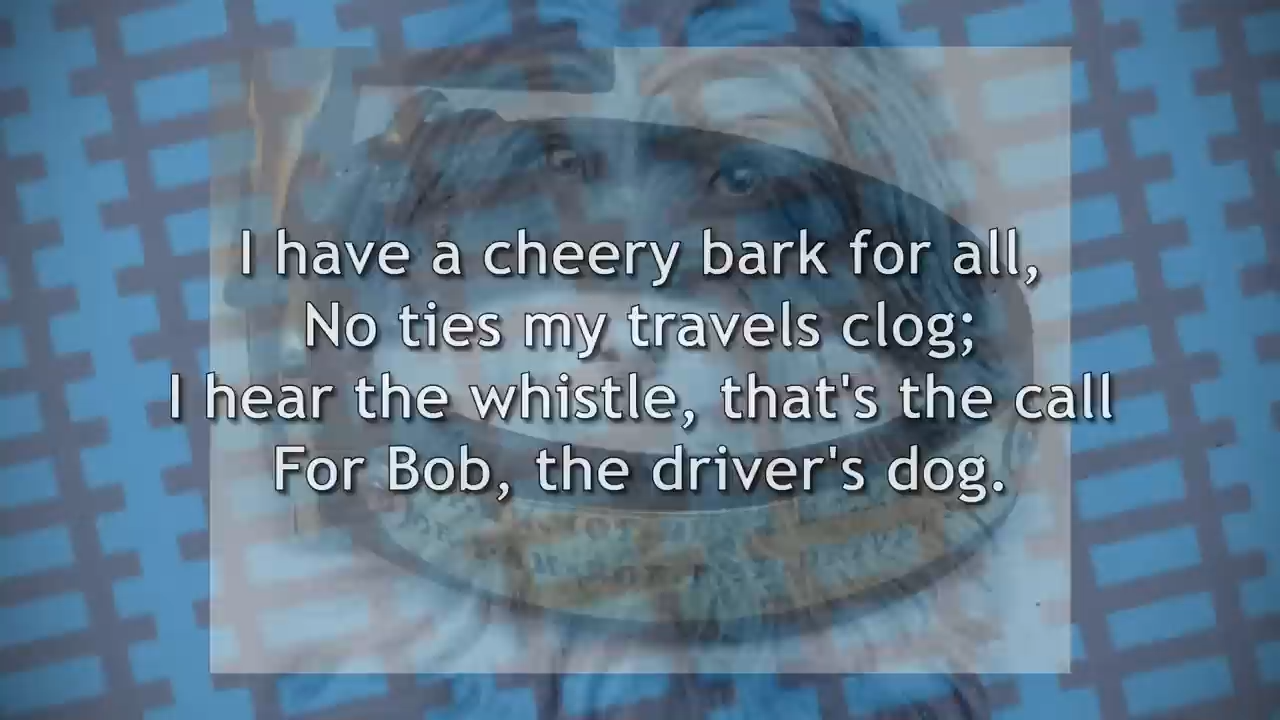 I have a cheery bark for all,
No ties my travels clog;
I hear the whistle, that's the call
For Bob, the driver's dog.